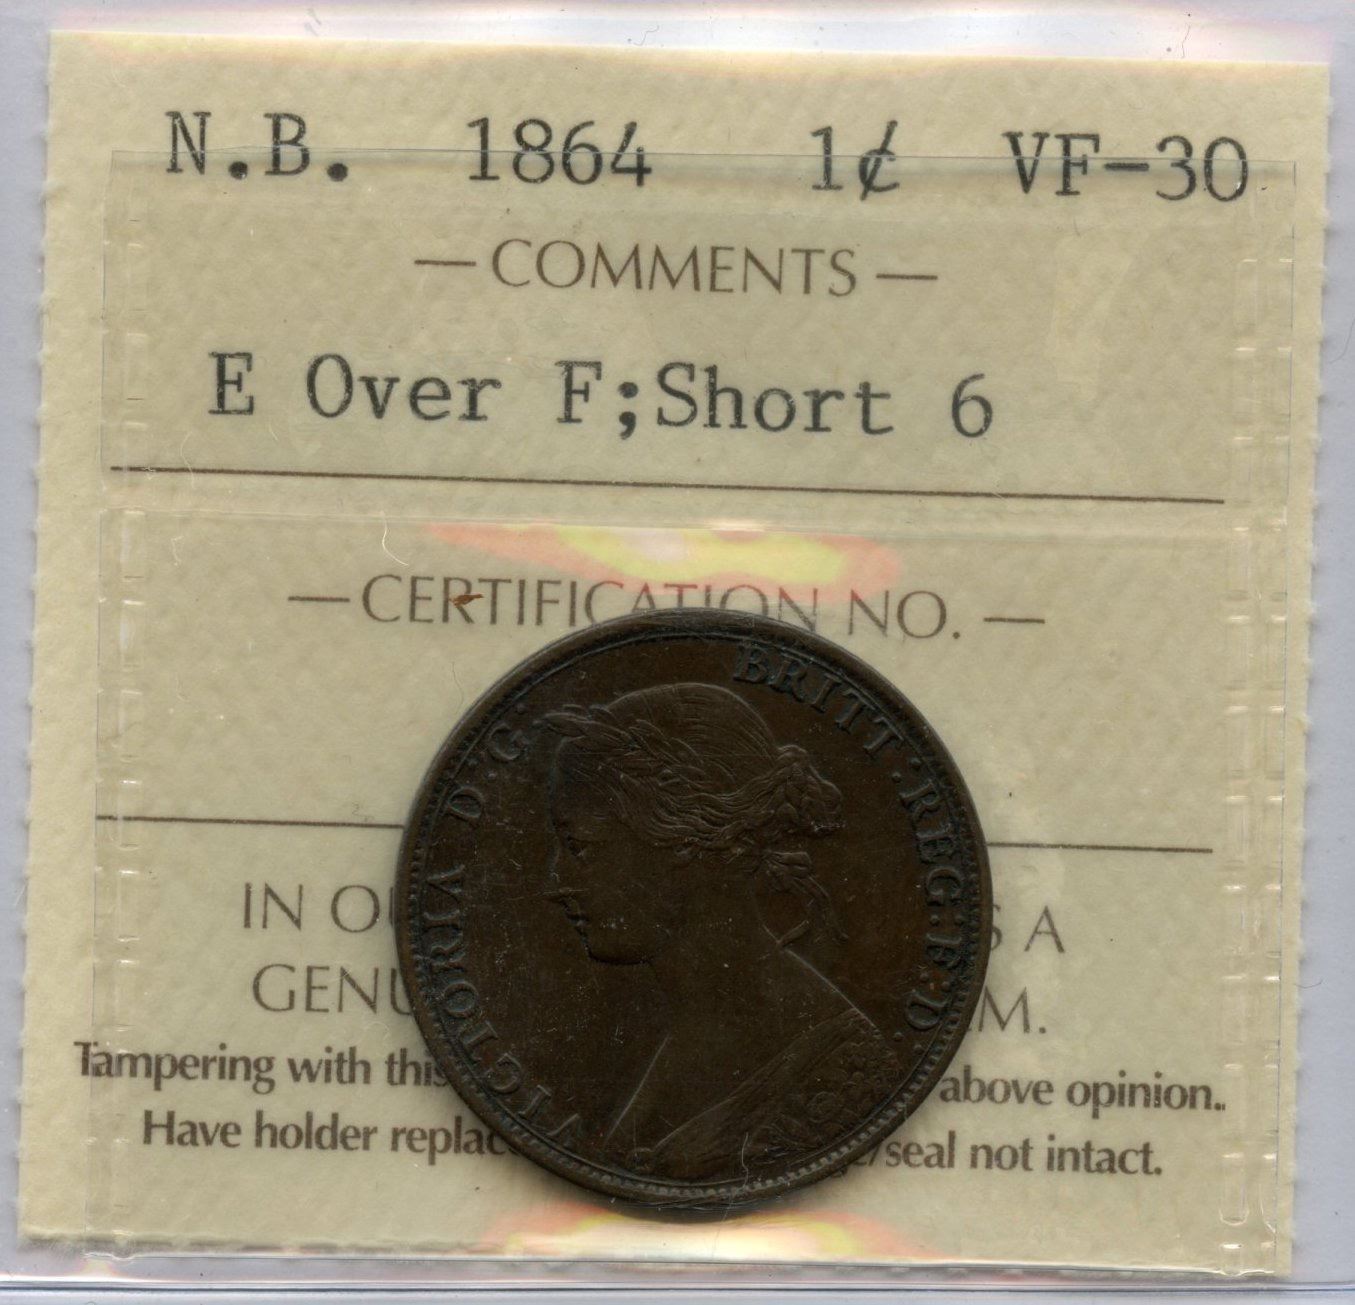 N.B. 1864 1¢ VF-30
— COMMENTS —
E Over F;Short 6
— CERTIFICATION NO. —
VICTORIA D·G· BRITT·REG·F·D·
IN A
GENU M.
Tampering with this above opinion..
Have holder seal not intact.